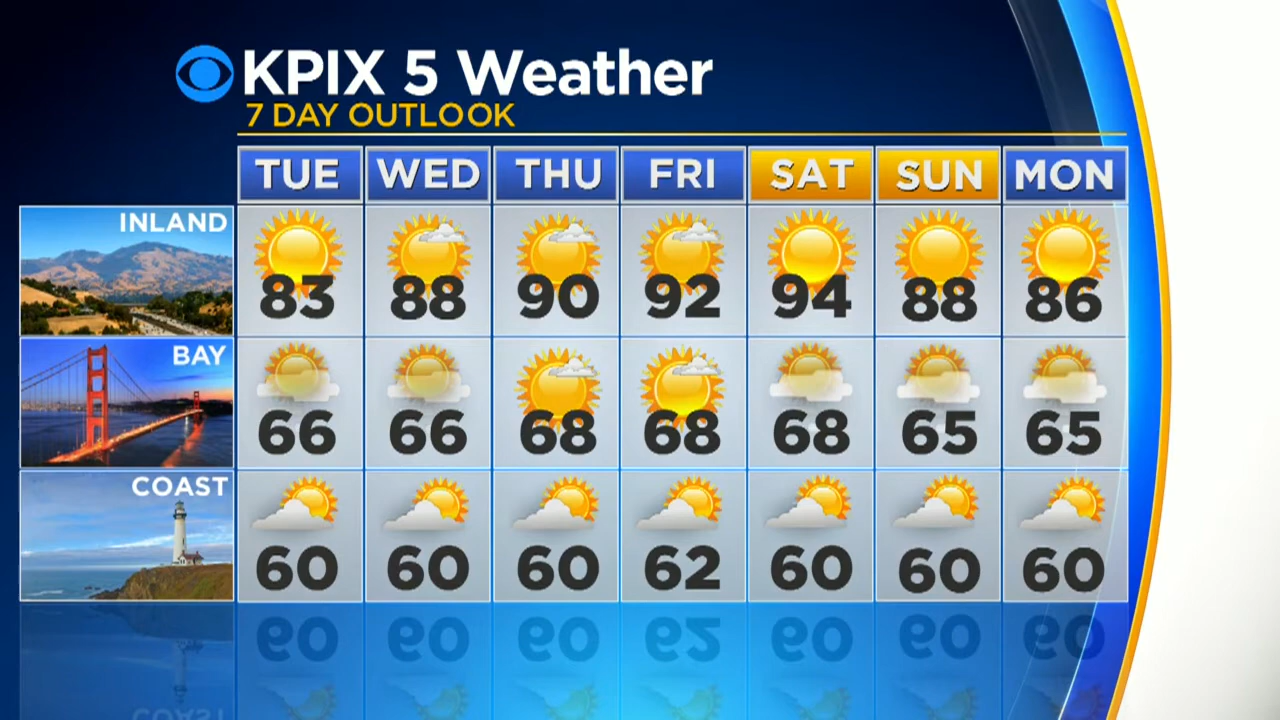 KPIX 5 Weather
7 DAY OUTLOOK
TUE WED THU FRI SAT SUN MON
INLAND
83 88 90 92 94 88 86
BAY
66 66 68 68 68 65 65
COAST
60 60 60 62 60 60 60